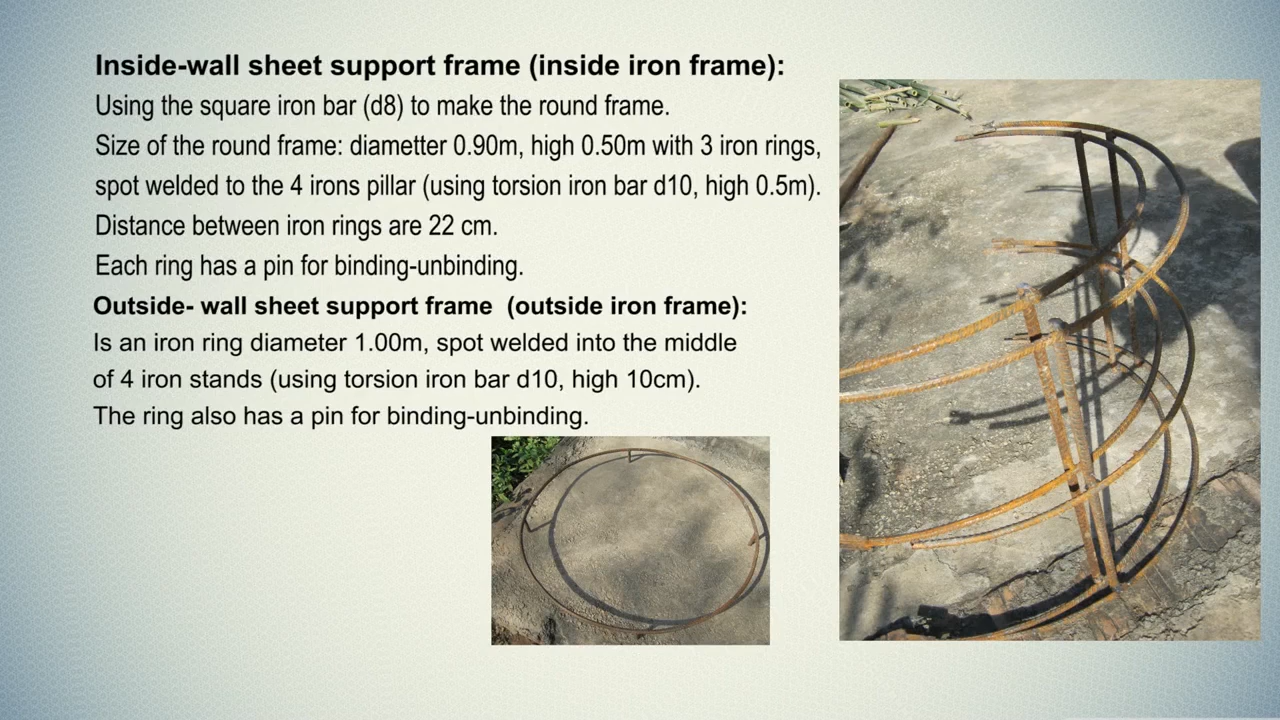 Inside-wall sheet support frame (inside iron frame):
Using the square iron bar (d8) to make the round frame.
Size of the round frame: diametter 0.90m, high 0.50m with 3 iron rings,
spot welded to the 4 irons pillar (using torsion iron bar d10, high 0.5m).
Distance between iron rings are 22 cm.
Each ring has a pin for binding-unbinding.
Outside- wall sheet support frame  (outside iron frame):
Is an iron ring diameter 1.00m, spot welded into the middle
of 4 iron stands (using torsion iron bar d10, high 10cm).
The ring also has a pin for binding-unbinding.